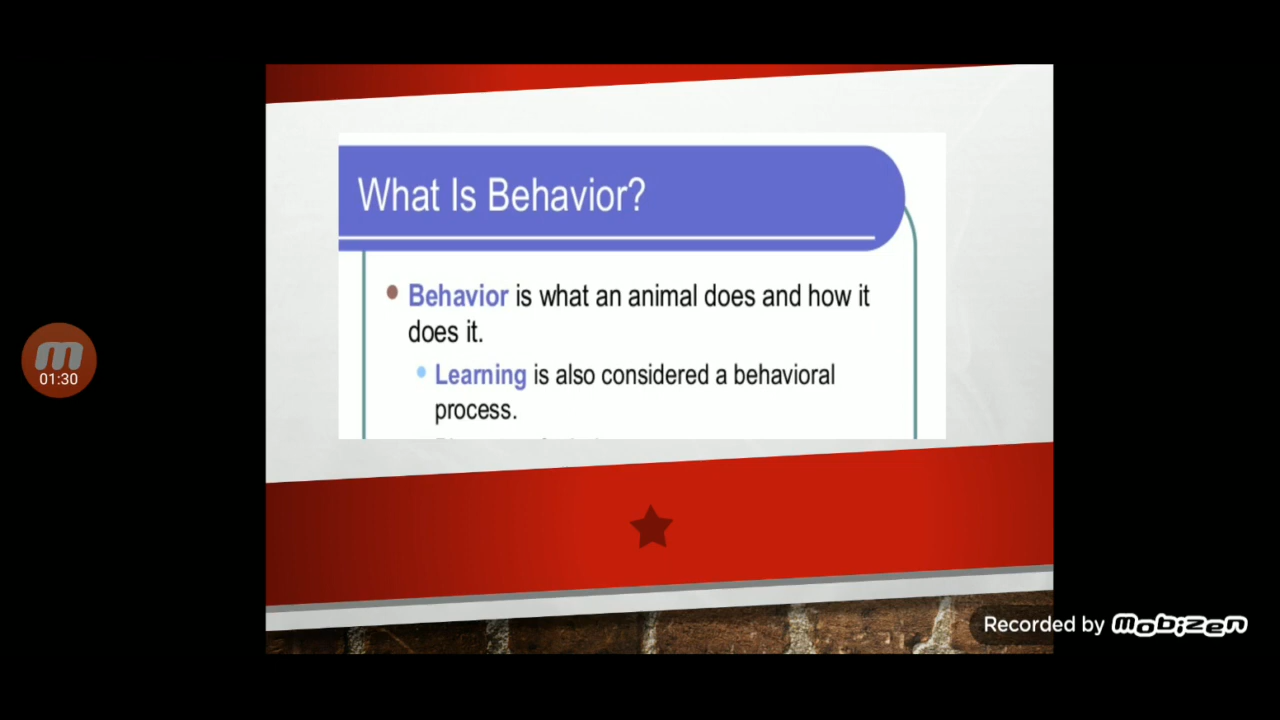 What Is Behavior?
Behavior is what an animal does and how it
does it.
Learning is also considered a behavioral
process.
01:30
Recorded by mobizen